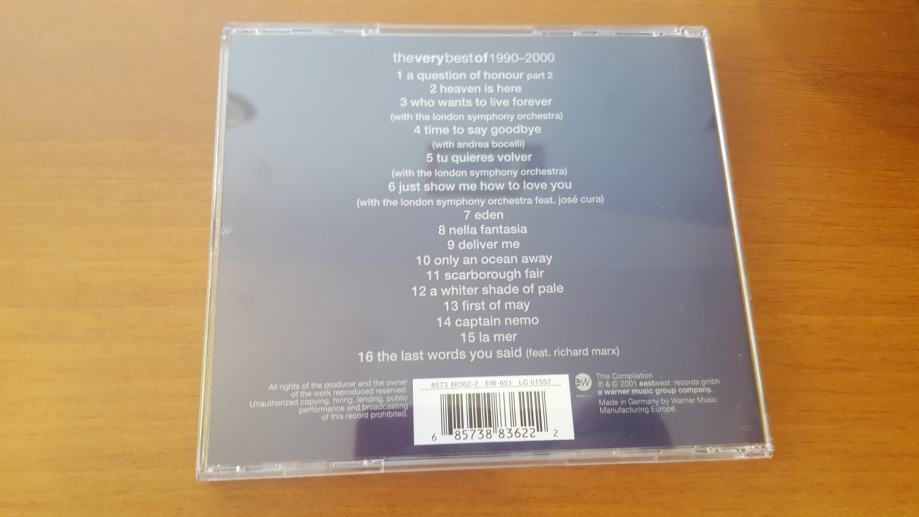 theverybestof1990–2000
1 a question of honour part 2
2 heaven is here
3 who wants to live forever
(with the london symphony orchestra)
4 time to say goodbye
(with andrea bocelli)
5 tu quieres volver
(with the london symphony orchestra)
6 just show me how to love you
(with the london symphony orchestra feat. josé cura)
7 eden
8 nella fantasia
9 deliver me
10 only an ocean away
11 scarborough fair
12 a whiter shade of pale
13 first of may
14 captain nemo
15 la mer
16 the last words you said (feat. richard marx)
All rights of the producer and the owner
of the work reproduced reserved.
Unauthorized copying, hiring, lending, public
performance and broadcasting
of this record prohibited.
8573 88362-2 EW-851 LC 01557
6 85738 83622 2
ew
This Compilation
℗ & © 2001 eastwest records gmbh
a warner music group company.
Made in Germany by Warner Music
Manufacturing Europe.